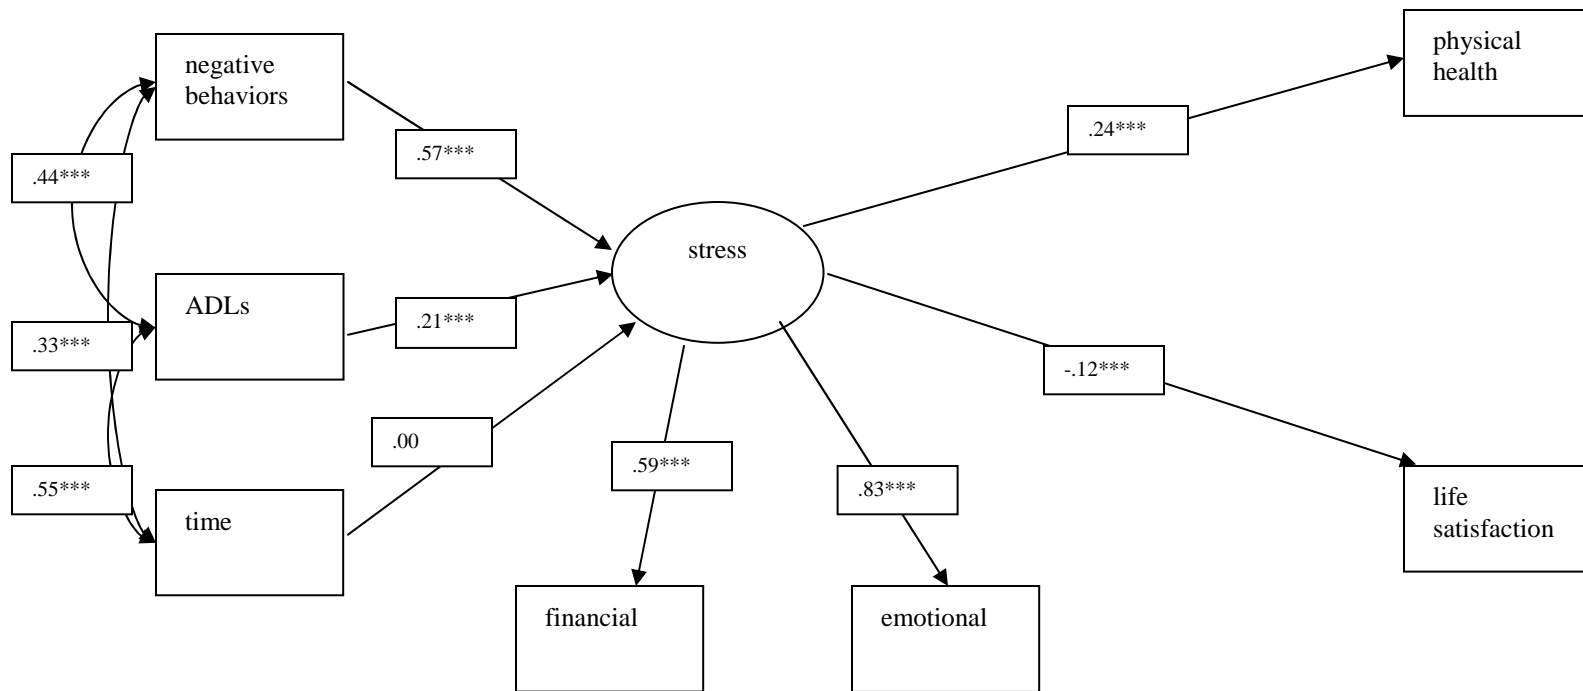 physical
health
negative
behaviors
.24***
.57***
.44***
stress
ADLs
.21***
.33***
-.12***
.00
.59***
.83***
.55***
time
life
satisfaction
financial
emotional